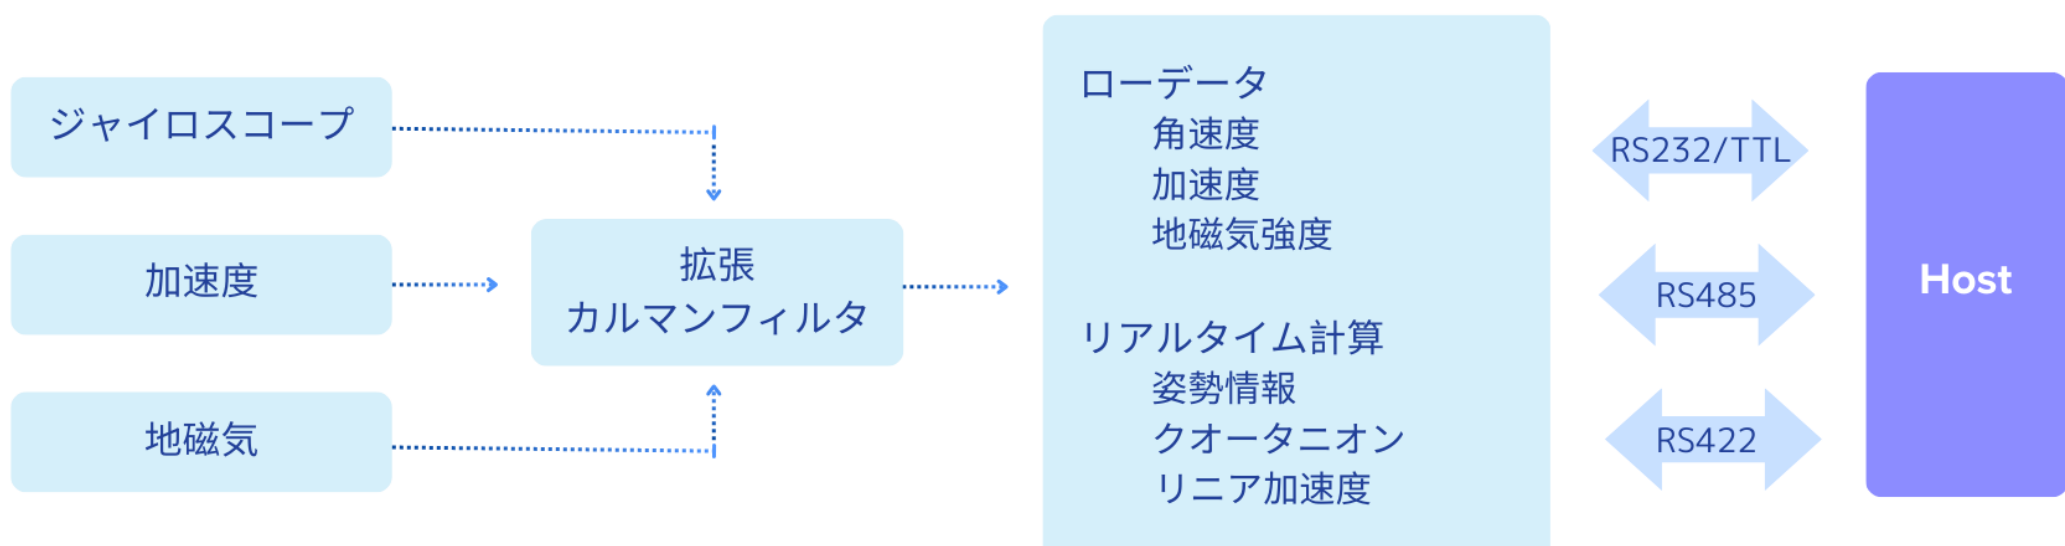 ジャイロスコープ
加速度
地磁気
拡張
カルマンフィルタ
ローデータ
角速度
加速度
地磁気強度
リアルタイム計算
姿勢情報
クオータニオン
リニア加速度
RS232/TTL
RS485
RS422
Host